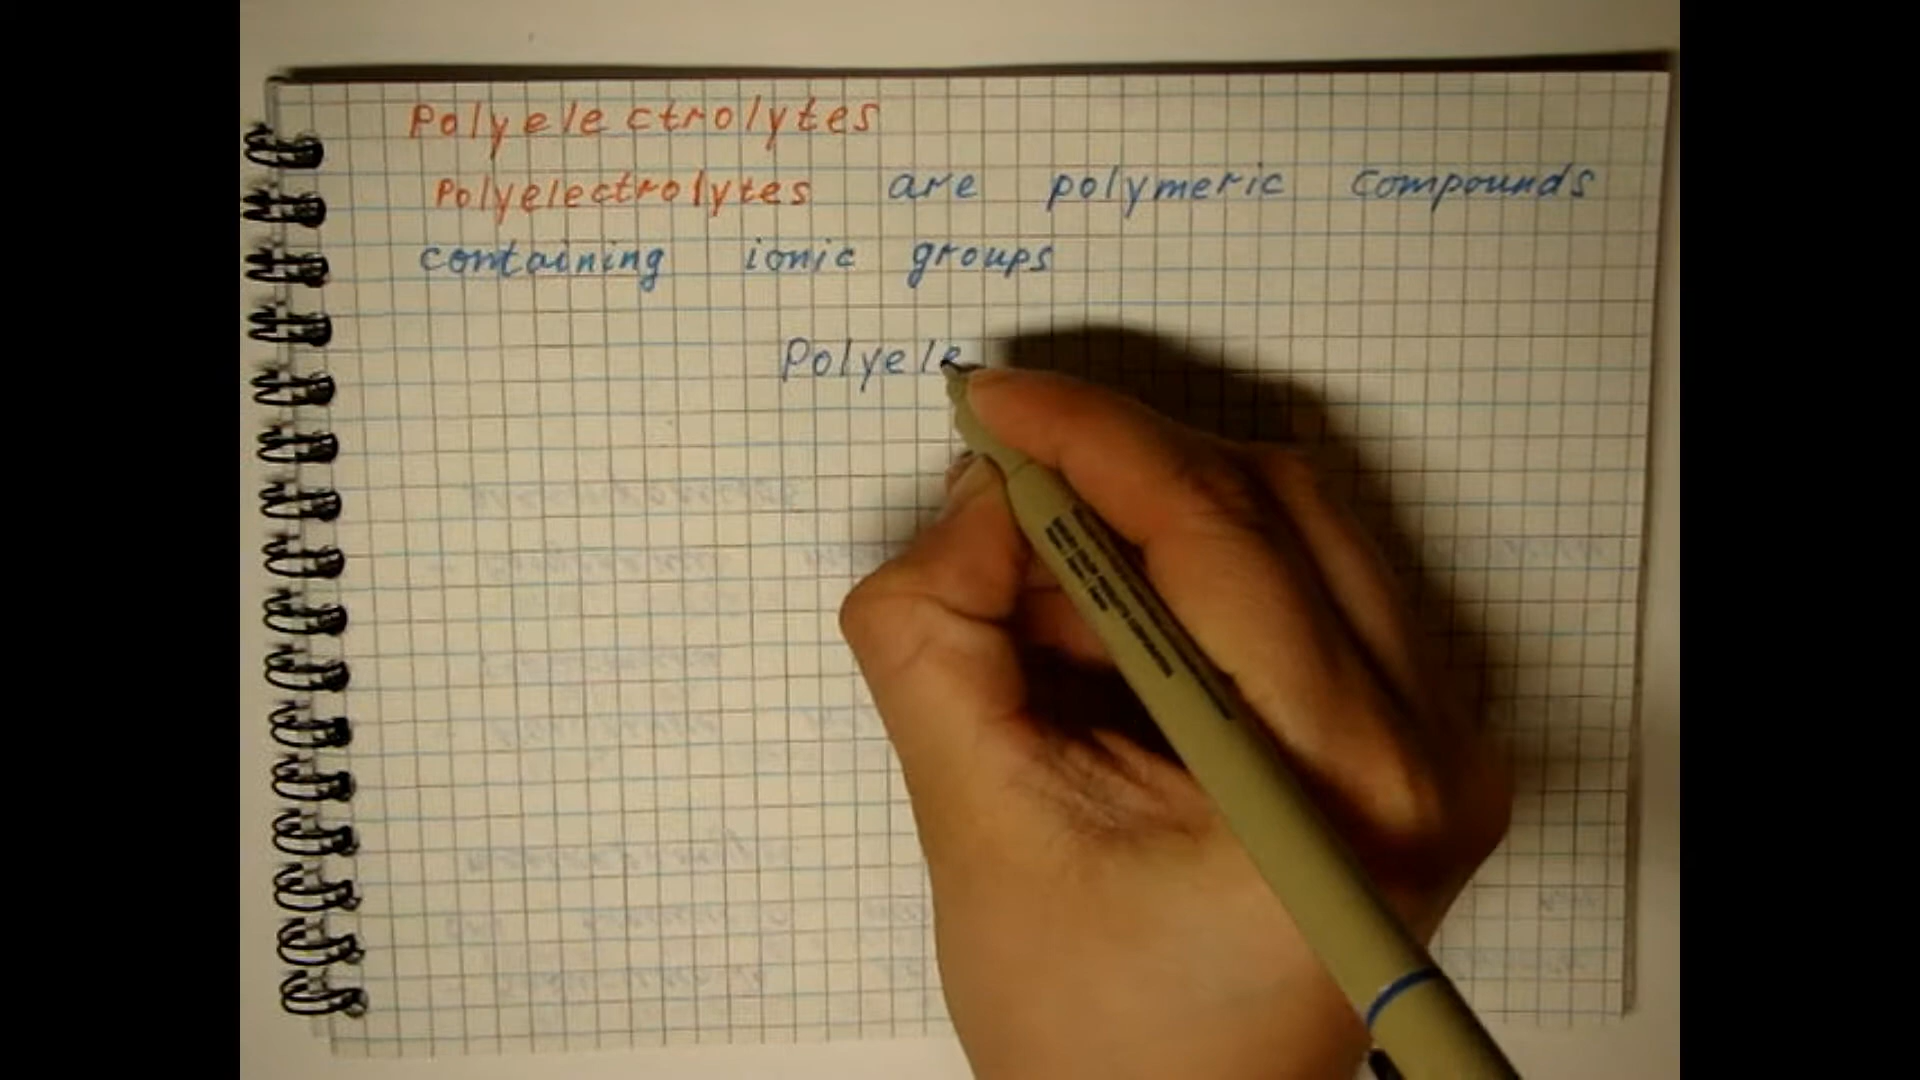 Polyelectrolytes
Polyelectrolytes are polymeric compounds
containing ionic groups
Polyele